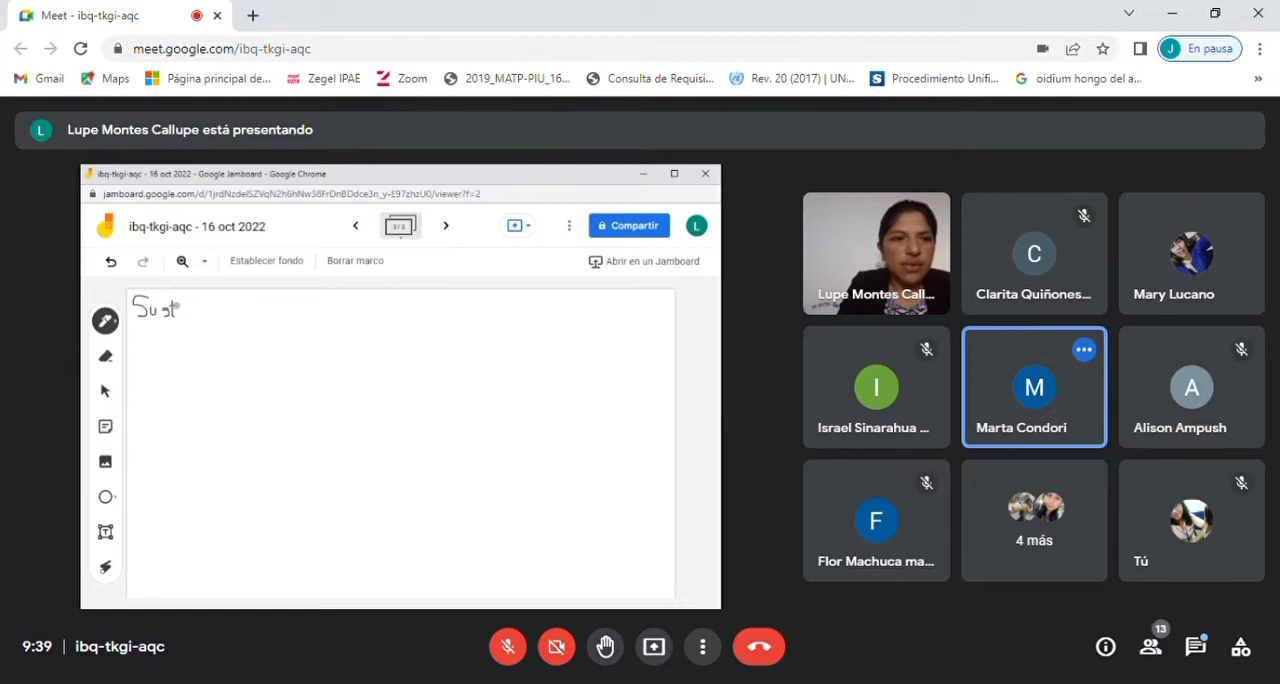 Meet - ibq-tkgi-aqc
meet.google.com/ibq-tkgi-aqc
J En pausa
Gmail Maps Página principal de... Zegel IPAE Zoom 2019_MATP-PIU_16... Consulta de Requisi... Rev. 20 (2017) | UN... S Procedimiento Unifi... G oidium hongo del a... »
L Lupe Montes Callupe está presentando
ibq-tkgi-aqc - 16 oct 2022 - Google Jamboard - Google Chrome
ibq-tkgi-aqc - 16 oct 2022
3/3
Compartir
L
Establecer fondo Borrar marco Abrir en un Jamboard
Sust
Lupe Montes Call...
C
Clarita Quiñones...
Mary Lucano
I
Israel Sinarahua ...
M
Marta Condori
A
Alison Ampush
F
Flor Machuca ma...
4 más
Tú
9:39 | ibq-tkgi-aqc
13